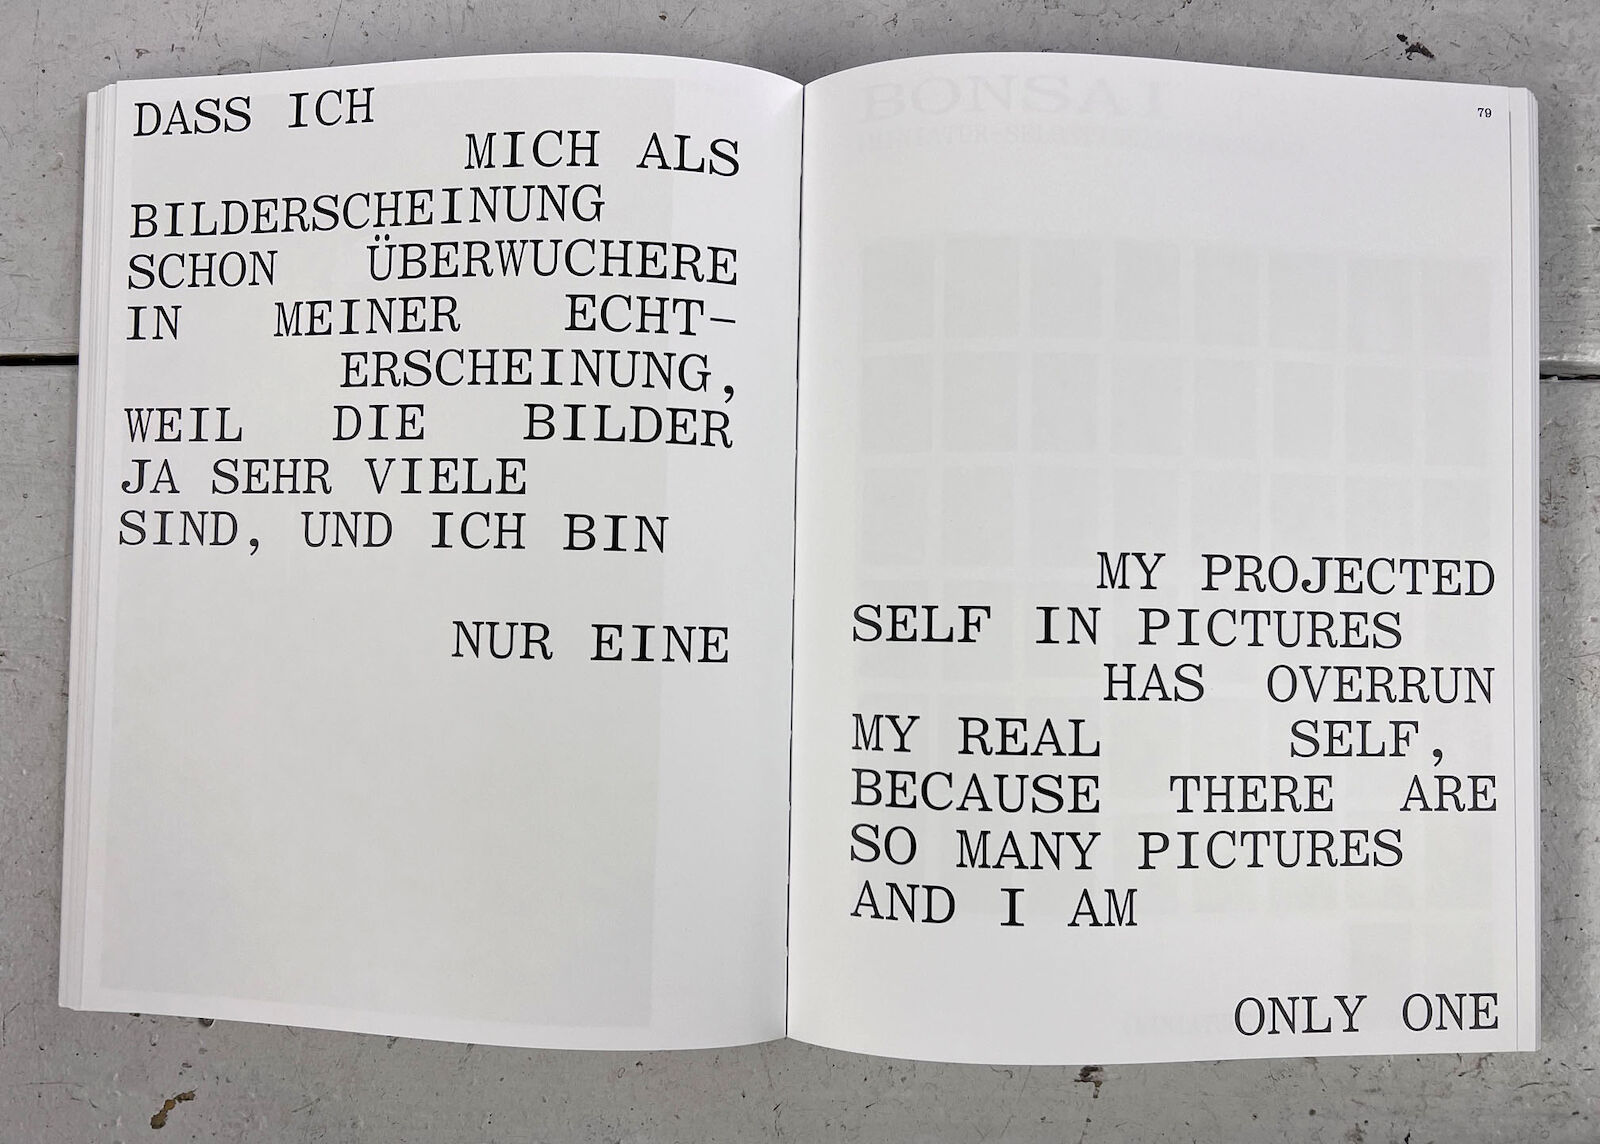 DASS ICH
MICH ALS
BILDERSCHEINUNG
SCHON ÜBERWUCHERE
IN MEINER ECHT-
ERSCHEINUNG,
WEIL DIE BILDER
JA SEHR VIELE
SIND, UND ICH BIN
NUR EINE
BONSAI
79
MY PROJECTED
SELF IN PICTURES
HAS OVERRUN
MY REAL SELF,
BECAUSE THERE ARE
SO MANY PICTURES
AND I AM
ONLY ONE